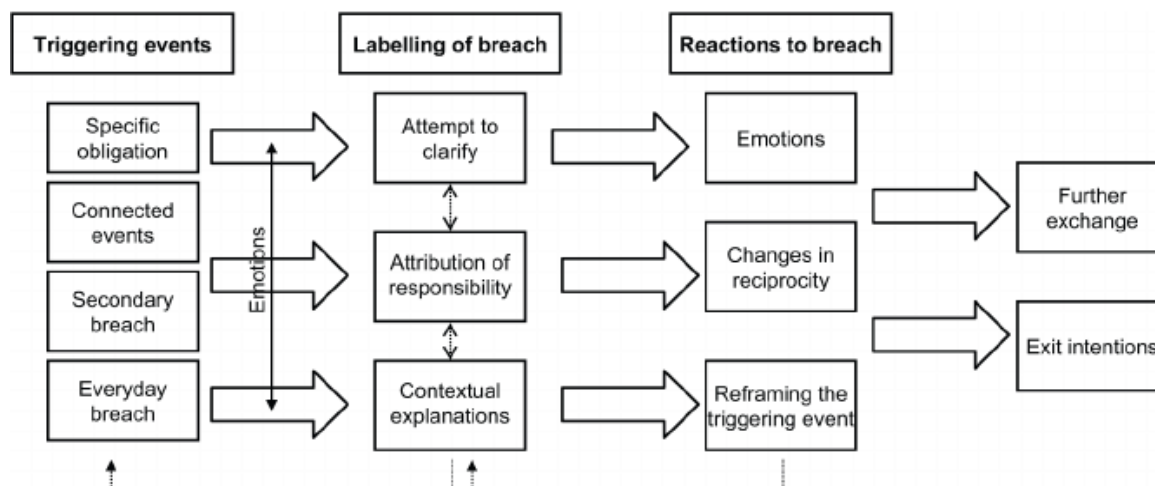 Triggering events
Labelling of breach
Reactions to breach
Specific
obligation
Connected
events
Secondary
breach
Everyday
breach
Emotions
Attempt to
clarify
Attribution of
responsibility
Contextual
explanations
Emotions
Changes in
reciprocity
Reframing the
triggering event
Further
exchange
Exit intentions